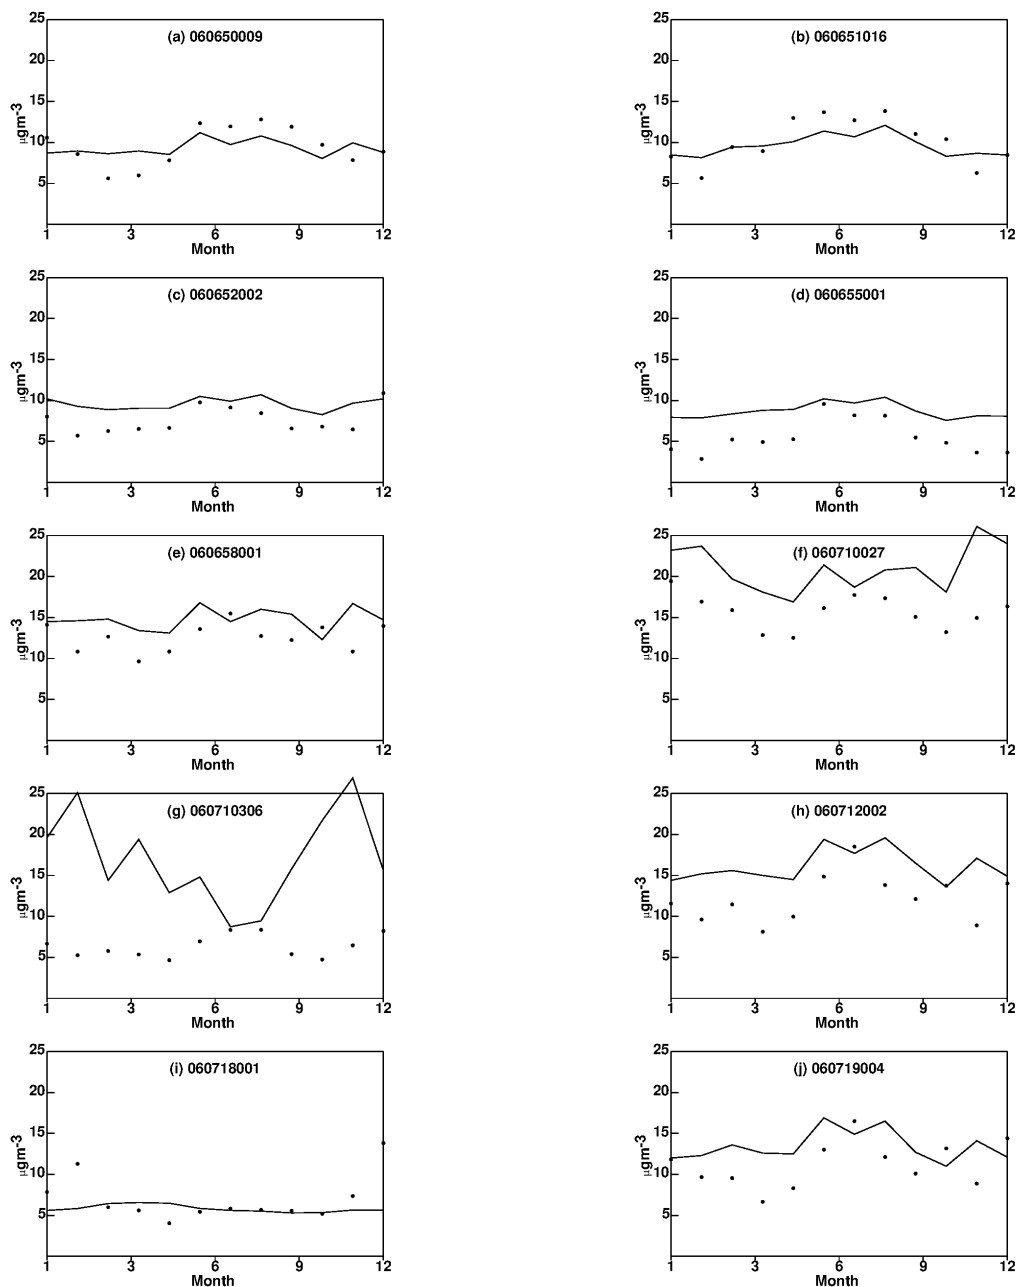 25 25
(a) 060650009 (b) 060651016
20 20
15 15
µgm-3 µgm-3
10 10
5 5
1 3 6 9 12 1 3 6 9 12
Month Month
25 25
(c) 060652002 (d) 060655001
20 20
15 15
µgm-3 µgm-3
10 10
5 5
1 3 6 9 12 1 3 6 9 12
Month Month
25 25
(e) 060658001 (f) 060710027
20 20
15 15
µgm-3 µgm-3
10 10
5 5
1 3 6 9 12 1 3 6 9 12
Month Month
25 25
(g) 060710306 (h) 060712002
20 20
15 15
µgm-3 µgm-3
10 10
5 5
1 3 6 9 12 1 3 6 9 12
Month Month
25 25
(i) 060718001 (j) 060719004
20 20
15 15
µgm-3 µgm-3
10 10
5 5
1 3 6 9 12 1 3 6 9 12
Month Month